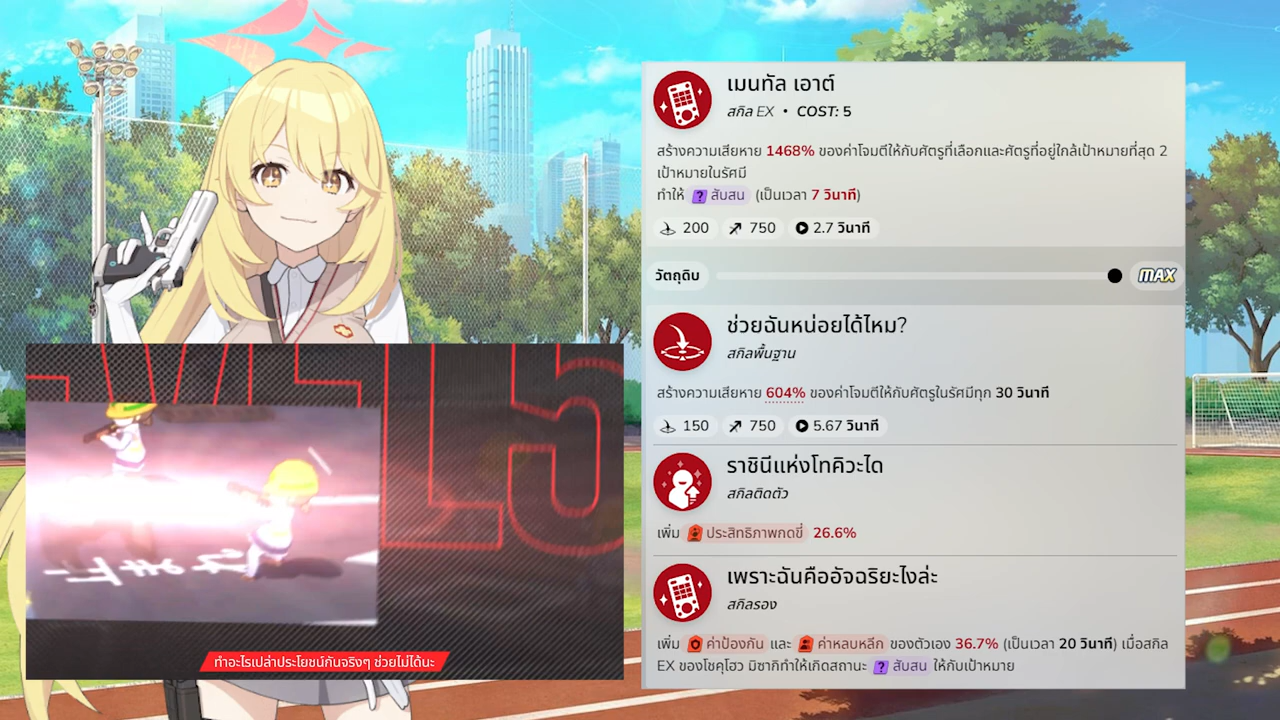 เมนทัล เอาต์
สกิล EX • COST: 5
สร้างความเสียหาย 1468% ของค่าโจมตีให้กับศัตรูที่เลือกและศัตรูที่อยู่ใกล้เป้าหมายที่สุด 2
เป้าหมายในรัศมี
ทำให้ ? สับสน (เป็นเวลา 7 วินาที)
200 750 2.7 วินาที
วัตถุดิบ MAX
ช่วยฉันหน่อยได้ไหม?
สกิลพื้นฐาน
สร้างความเสียหาย 604% ของค่าโจมตีให้กับศัตรูในรัศมีทุก 30 วินาที
150 750 5.67 วินาที
ราชินีแห่งโทคิวะได
สกิลติดตัว
เพิ่ม ประสิทธิภาพกดขี่ 26.6%
เพราะฉันคืออัจฉริยะไงล่ะ
สกิลรอง
เพิ่ม ค่าป้องกัน และ ค่าหลบหลีก ของตัวเอง 36.7% (เป็นเวลา 20 วินาที) เมื่อสกิล
EX ของโชคุโฮว มิซากิทำให้เกิดสถานะ ? สับสน ให้กับเป้าหมาย
LV.15
ทำอะไรเปล่าประโยชน์กันจริงๆ ช่วยไม่ได้นะ